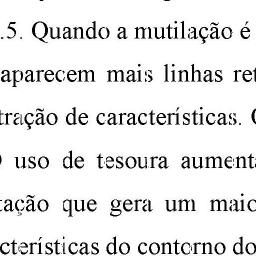 .5. Quando a mutilação é
aparecem mais linhas ret
tração de características.
uso de tesoura aument
tação que gera um maio
cterísticas do contorno do